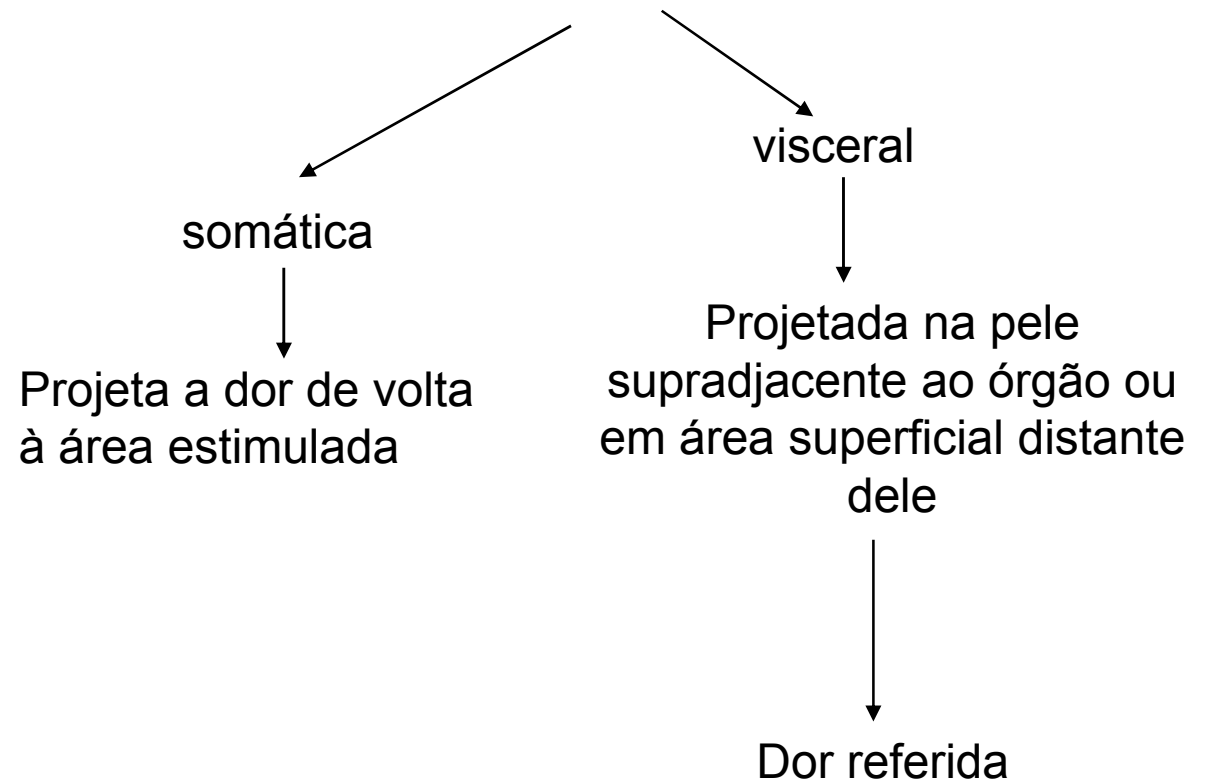 visceral
somática
Projeta a dor de volta
à área estimulada
Projetada na pele
supradjacente ao órgão ou
em área superficial distante
dele
Dor referida